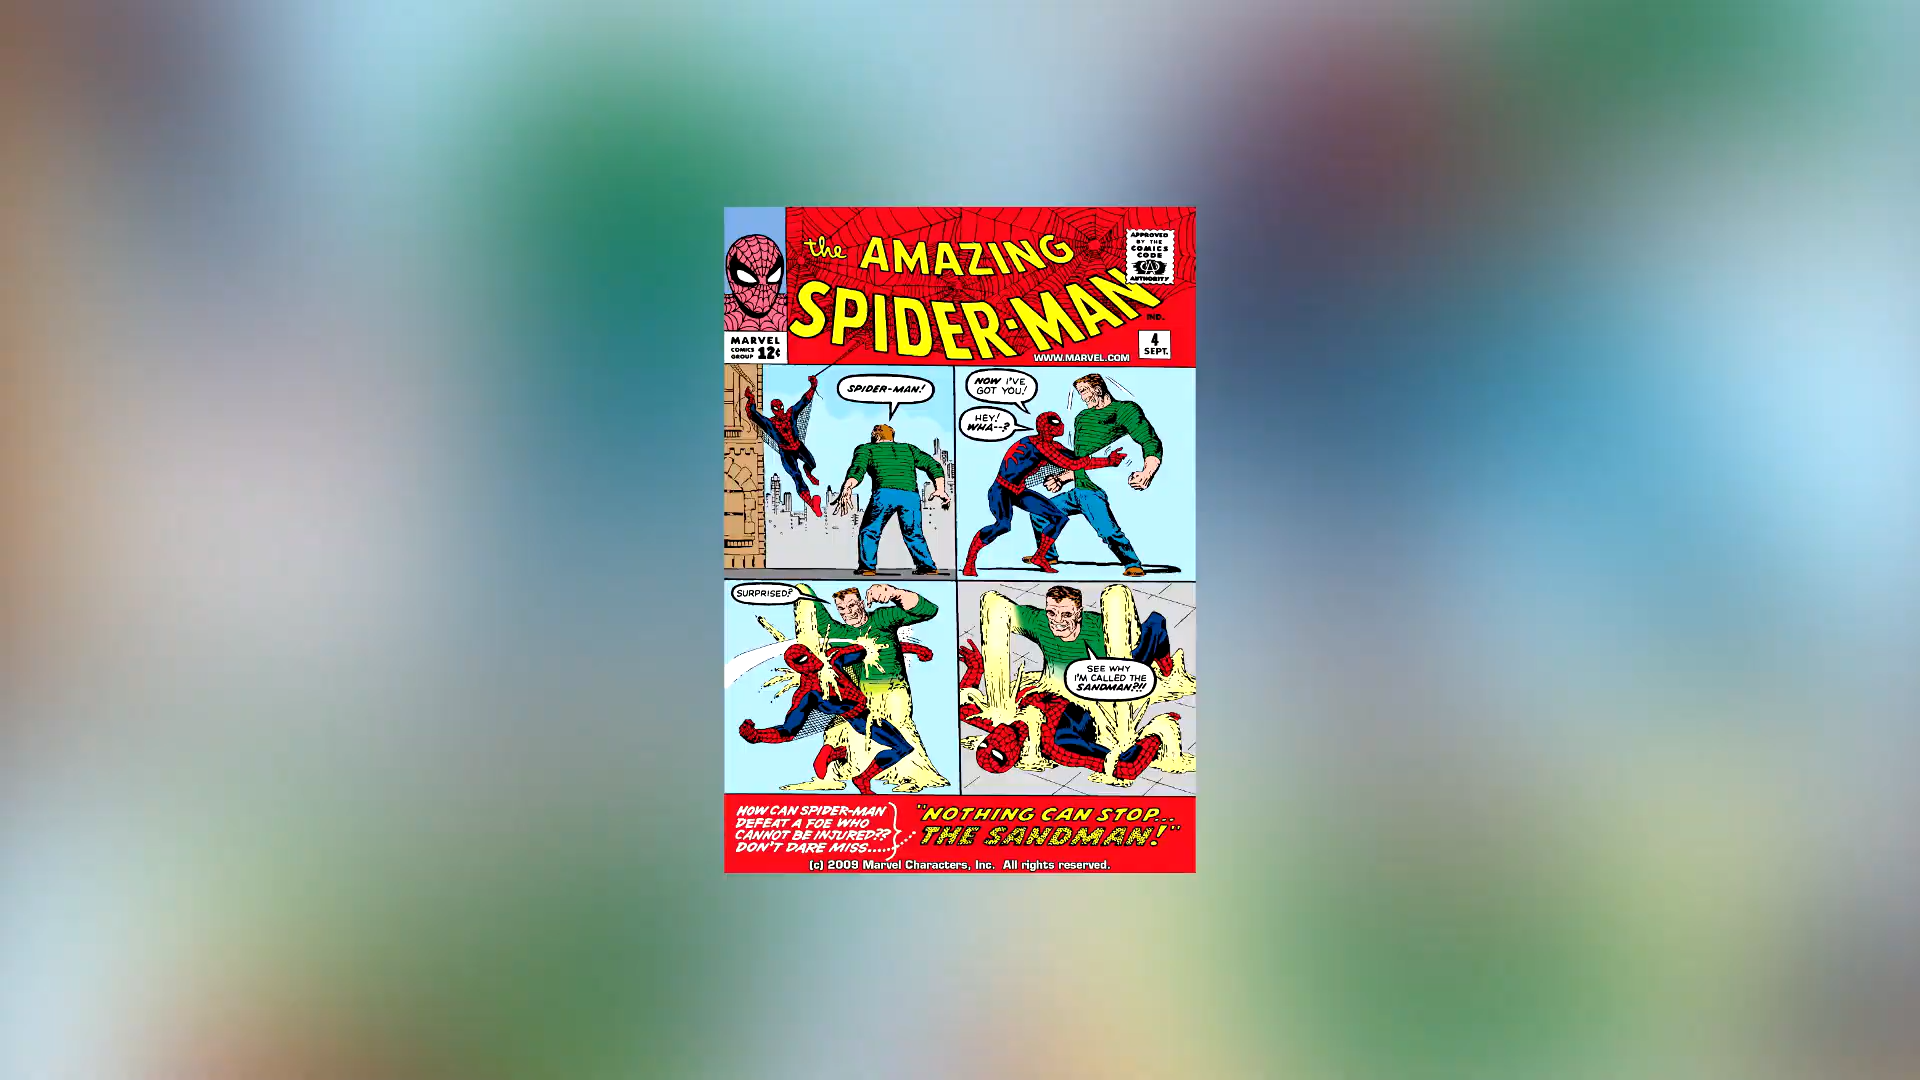 the AMAZING
SPIDER-MAN
APPROVED
BY THE
COMICS
CODE
CA
AUTHORITY
IND.
MARVEL
COMICS
GROUP 12¢
WWW.MARVEL.COM
4
SEPT.
SPIDER-MAN!
NOW I'VE
GOT YOU!
HEY!
WHA--?
SURPRISED?
SEE WHY
I'M CALLED THE
SANDMAN?!!
HOW CAN SPIDER-MAN
DEFEAT A FOE WHO
CANNOT BE INJURED??
DON'T DARE MISS......
"NOTHING CAN STOP...
THE SANDMAN!"
(c) 2009 Marvel Characters, Inc. All rights reserved.